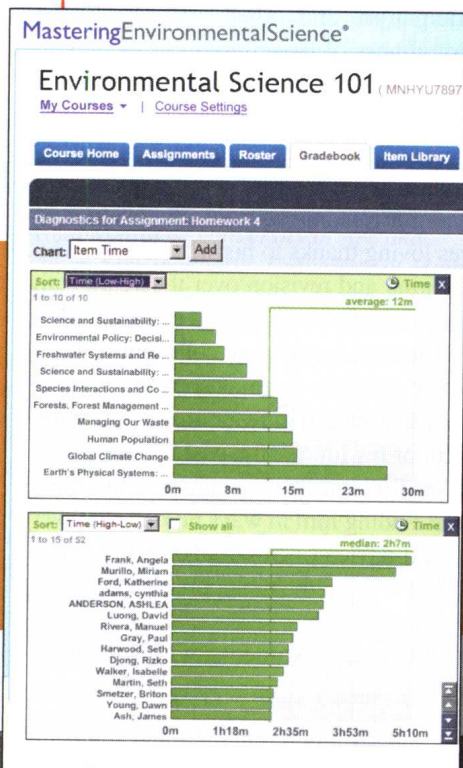 MasteringEnvironmentalScience®
Environmental Science 101 ( MNHYU7897
My Courses | Course Settings
Course Home Assignments Roster Gradebook Item Library
Diagnostics for Assignment: Homework 4
Chart: Item Time Add
Sort: Time (Low-High) Time X
1 to 10 of 10
average: 12m
Science and Sustainability: ...
Environmental Policy: Decisi...
Freshwater Systems and Re ...
Science and Sustainability: ...
Species Interactions and Co ...
Forests, Forest Management ...
Managing Our Waste
Human Population
Global Climate Change
Earth's Physical Systems: ...
0m 8m 15m 23m 30m
Sort: Time (High-Low) Show all Time X
1 to 15 of 52
median: 2h7m
Frank, Angela
Murillo, Miriam
Ford, Katherine
adams, cynthia
ANDERSON, ASHLEA
Luong, David
Rivera, Manuel
Gray, Paul
Harwood, Seth
Djong, Rizko
Walker, Isabelle
Martin, Seth
Smetzer, Briton
Young, Dawn
Ash, James
0m 1h18m 2h35m 3h53m 5h10m